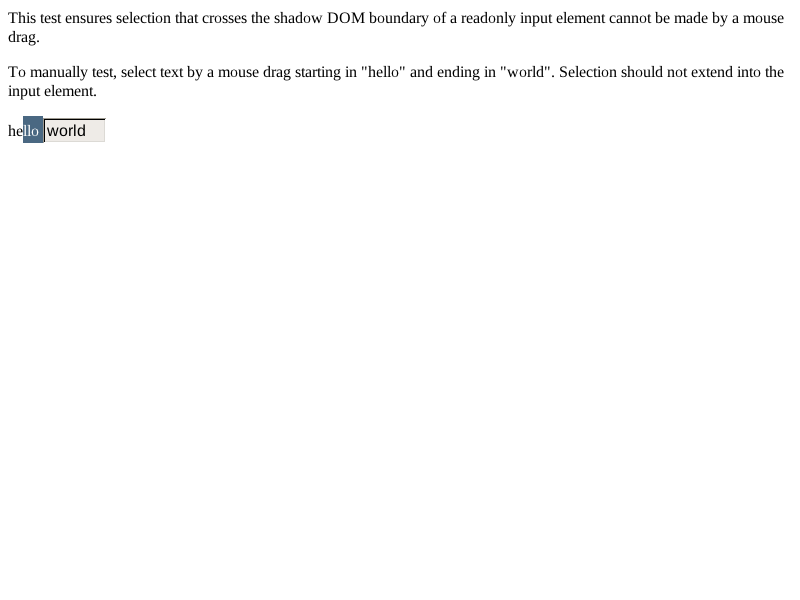 This test ensures selection that crosses the shadow DOM boundary of a readonly input element cannot be made by a mouse
drag.
To manually test, select text by a mouse drag starting in "hello" and ending in "world". Selection should not extend into the
input element.
hello world